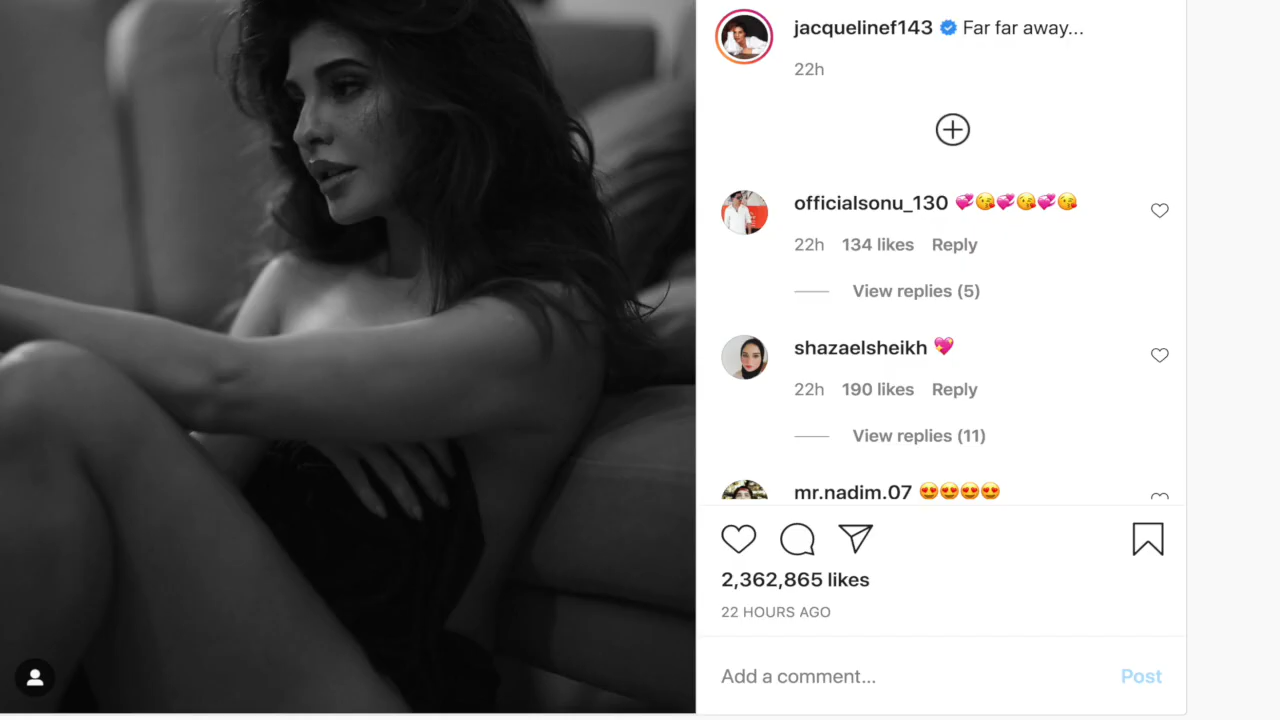 jacquelinef143 Far far away...
22h
officialsonu_130 💞😘💞😘💞😘
22h 134 likes Reply
View replies (5)
shazaelsheikh 💖
22h 190 likes Reply
View replies (11)
mr.nadim.07 😍😍😍😍
2,362,865 likes
22 HOURS AGO
Add a comment... Post